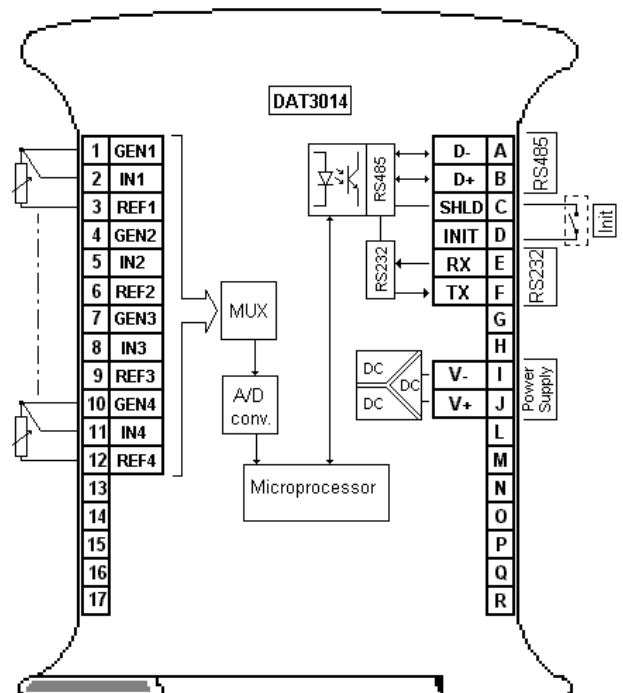 DAT3014
1 GEN1
2 IN1
3 REF1
4 GEN2
5 IN2
6 REF2
7 GEN3
8 IN3
9 REF3
10 GEN4
11 IN4
12 REF4
13
14
15
16
17
MUX
A/D
conv.
Microprocessor
RS485
RS232
DC
DC
DC
D- A
D+ B
SHLD C
INIT D
RX E
TX F
G
H
V- I
V+ J
L
M
N
O
P
Q
R
RS485
Init
RS232
Power
Supply